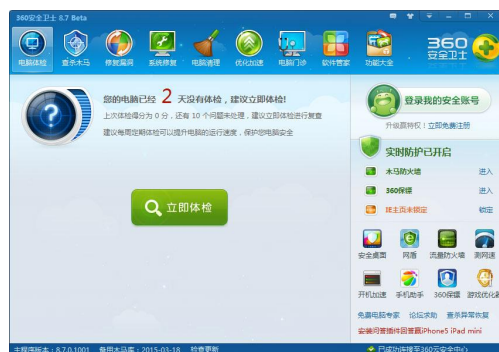 360安全卫士 8.7 Beta
电脑体检 查杀木马 修复漏洞 系统修复 电脑清理 优化加速 电脑门诊 软件管家 功能大全
360
安全卫士
您的电脑已经 2 天没有体检，建议立即体检！
上次体检得分为 0 分，还有 10 个问题未处理，建议立即体检进行复查
建议每周定期体检可以提升电脑的运行速度，保护您电脑安全
立即体检
登录我的安全账号
升级赢特权：立即免费注册
实时防护已开启
木马防火墙 进入
360保镖 进入
主页未锁定 锁定
安全桌面 网盾 流量防火墙 测网速
开机加速 手机助手 360保镖 游戏优化器
免费电脑专家 论坛求助 查杀异常恢复
安装问答插件回答赢iPhone5 iPad mini
主程序版本：8.7.0.1001 备用木马库：2015-03-18 检查更新
已成功连接至360云安全中心